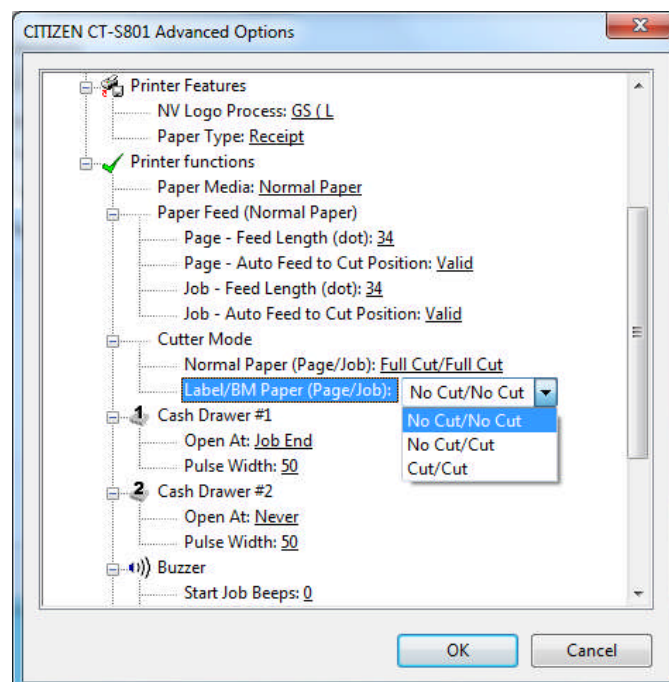 CITIZEN CT-S801 Advanced Options
Printer Features
NV Logo Process: GS ( L
Paper Type: Receipt
Printer functions
Paper Media: Normal Paper
Paper Feed (Normal Paper)
Page - Feed Length (dot): 34
Page - Auto Feed to Cut Position: Valid
Job - Feed Length (dot): 34
Job - Auto Feed to Cut Position: Valid
Cutter Mode
Normal Paper (Page/Job): Full Cut/Full Cut
Label/BM Paper (Page/Job): No Cut/No Cut
No Cut/No Cut
No Cut/Cut
Cut/Cut
1 Cash Drawer #1
Open At: Job End
Pulse Width: 50
2 Cash Drawer #2
Open At: Never
Pulse Width: 50
Buzzer
Start Job Beeps: 0
OK Cancel